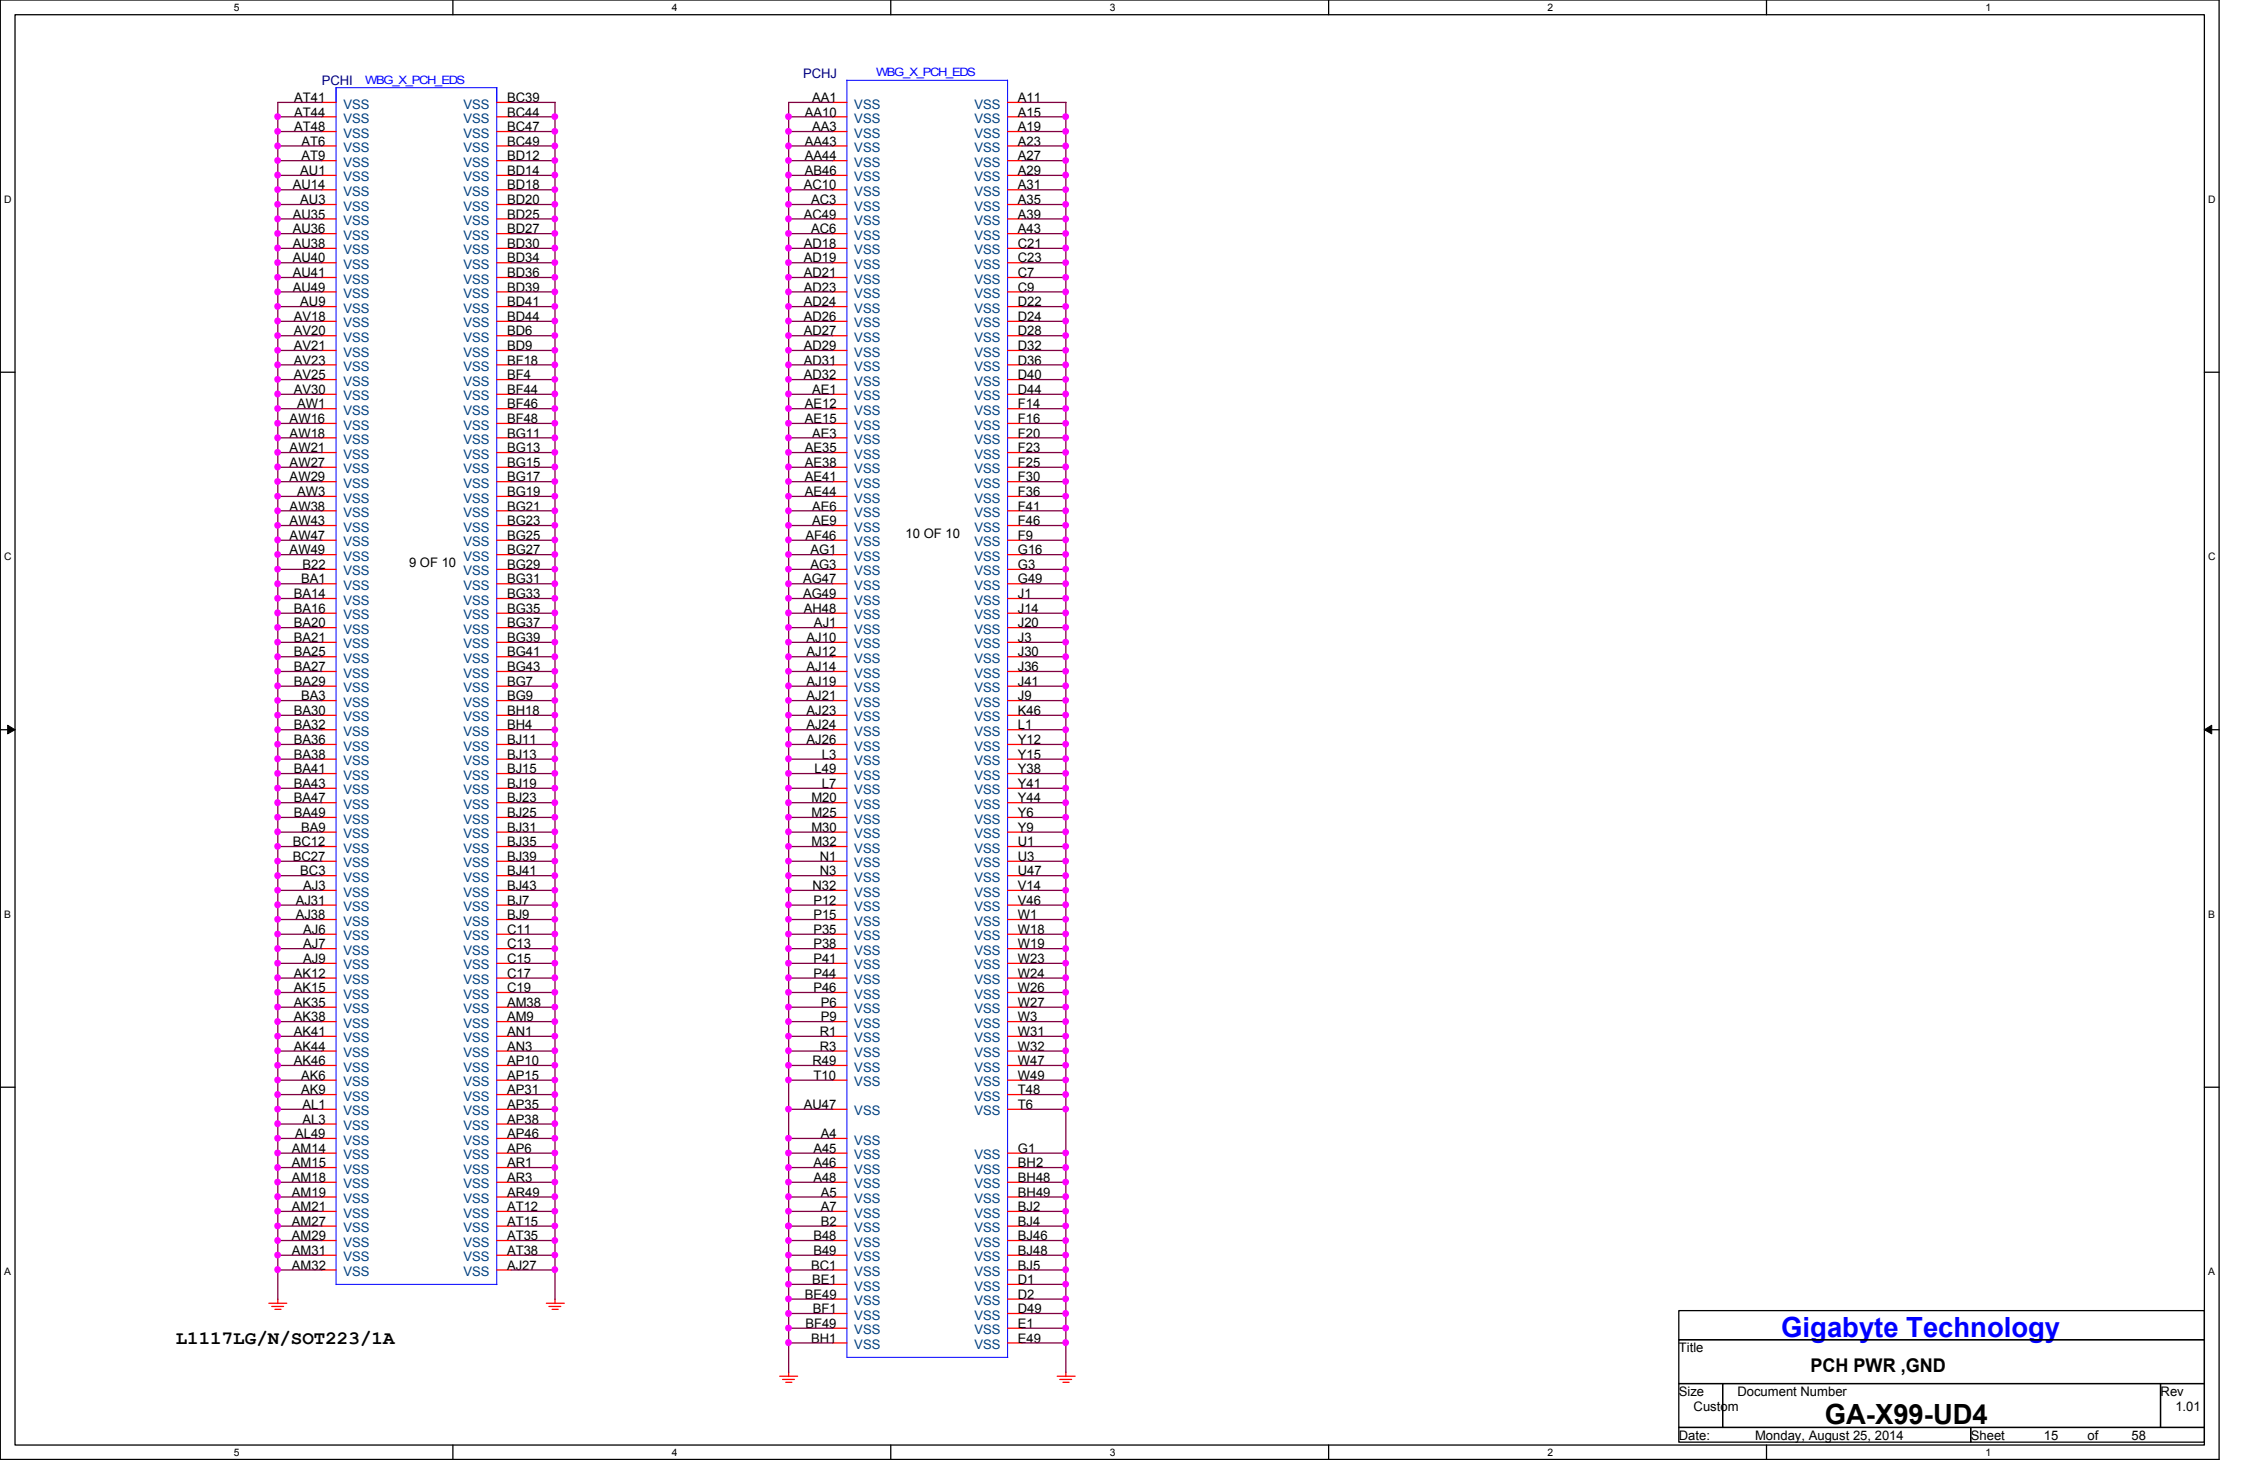 5 4 3 2 1
PCHI WBG_X_PCH_EDS
AT41 VSS VSS BC39
AT44 VSS VSS BC44
AT48 VSS VSS BC47
AT6 VSS VSS BC49
AT9 VSS VSS BD12
AU1 VSS VSS BD14
AU14 VSS VSS BD18
AU3 VSS VSS BD20
AU35 VSS VSS BD25
AU36 VSS VSS BD27
AU38 VSS VSS BD30
AU40 VSS VSS BD34
AU41 VSS VSS BD36
AU49 VSS VSS BD39
AU9 VSS VSS BD41
AV18 VSS VSS BD44
AV20 VSS VSS BD6
AV21 VSS VSS BD9
AV23 VSS VSS BF18
AV25 VSS VSS BF4
AV30 VSS VSS BF44
AW1 VSS VSS BF46
AW16 VSS VSS BF48
AW18 VSS VSS BG11
AW21 VSS VSS BG13
AW27 VSS VSS BG15
AW29 VSS VSS BG17
AW3 VSS VSS BG19
AW38 VSS VSS BG21
AW43 VSS VSS BG23
AW47 VSS VSS BG25
AW49 VSS VSS BG27
B22 VSS 9 OF 10 VSS BG29
BA1 VSS VSS BG31
BA14 VSS VSS BG33
BA16 VSS VSS BG35
BA20 VSS VSS BG37
BA21 VSS VSS BG39
BA25 VSS VSS BG41
BA27 VSS VSS BG43
BA29 VSS VSS BG7
BA3 VSS VSS BG9
BA30 VSS VSS BH18
BA32 VSS VSS BH4
BA36 VSS VSS BJ11
BA38 VSS VSS BJ13
BA41 VSS VSS BJ15
BA43 VSS VSS BJ19
BA47 VSS VSS BJ23
BA49 VSS VSS BJ25
BA9 VSS VSS BJ31
BC12 VSS VSS BJ35
BC27 VSS VSS BJ39
BC3 VSS VSS BJ41
AJ3 VSS VSS BJ43
AJ31 VSS VSS BJ7
AJ38 VSS VSS BJ9
AJ6 VSS VSS C11
AJ7 VSS VSS C13
AJ9 VSS VSS C15
AK12 VSS VSS C17
AK15 VSS VSS C19
AK35 VSS VSS AM38
AK38 VSS VSS AM9
AK41 VSS VSS AN1
AK44 VSS VSS AN3
AK46 VSS VSS AP10
AK6 VSS VSS AP15
AK9 VSS VSS AP31
AL1 VSS VSS AP35
AL3 VSS VSS AP38
AL49 VSS VSS AP46
AM14 VSS VSS AP6
AM15 VSS VSS AR1
AM18 VSS VSS AR3
AM19 VSS VSS AR49
AM21 VSS VSS AT12
AM27 VSS VSS AT15
AM29 VSS VSS AT35
AM31 VSS VSS AT38
AM32 VSS VSS AJ27
L1117LG/N/SOT223/1A
PCHJ WBG_X_PCH_EDS
AA1 VSS VSS A11
AA10 VSS VSS A15
AA3 VSS VSS A19
AA43 VSS VSS A23
AA44 VSS VSS A27
AB46 VSS VSS A29
AC10 VSS VSS A31
AC3 VSS VSS A35
AC49 VSS VSS A39
AC6 VSS VSS A43
AD18 VSS VSS C21
AD19 VSS VSS C23
AD21 VSS VSS C7
AD23 VSS VSS C9
AD24 VSS VSS D22
AD26 VSS VSS D24
AD27 VSS VSS D28
AD29 VSS VSS D32
AD31 VSS VSS D36
AD32 VSS VSS D40
AE1 VSS VSS D44
AE12 VSS VSS F14
AE15 VSS VSS F16
AE3 VSS VSS F20
AE35 VSS VSS F23
AE38 VSS VSS F25
AE41 VSS VSS F30
AE44 VSS VSS F36
AE6 VSS VSS F41
AE9 VSS VSS F46
AF46 VSS 10 OF 10 VSS F9
AG1 VSS VSS G16
AG3 VSS VSS G3
AG47 VSS VSS G49
AG49 VSS VSS J1
AH48 VSS VSS J14
AJ1 VSS VSS J20
AJ10 VSS VSS J3
AJ12 VSS VSS J30
AJ14 VSS VSS J36
AJ19 VSS VSS J41
AJ21 VSS VSS J9
AJ23 VSS VSS K46
AJ24 VSS VSS L1
AJ26 VSS VSS Y12
L3 VSS VSS Y15
L49 VSS VSS Y38
L7 VSS VSS Y41
M20 VSS VSS Y44
M25 VSS VSS Y6
M30 VSS VSS Y9
M32 VSS VSS U1
N1 VSS VSS U3
N3 VSS VSS U47
N32 VSS VSS V14
P12 VSS VSS V46
P15 VSS VSS W1
P35 VSS VSS W18
P38 VSS VSS W19
P41 VSS VSS W23
P44 VSS VSS W24
P46 VSS VSS W26
P6 VSS VSS W27
P9 VSS VSS W3
R1 VSS VSS W31
R3 VSS VSS W32
R49 VSS VSS W47
T10 VSS VSS W49
VSS T48
AU47 VSS VSS T6
A4 VSS
A45 VSS VSS G1
A46 VSS VSS BH2
A48 VSS VSS BH48
A5 VSS VSS BH49
A7 VSS VSS BJ2
B2 VSS VSS BJ4
B48 VSS VSS BJ46
B49 VSS VSS BJ48
BC1 VSS VSS BJ5
BE1 VSS VSS D1
BE49 VSS VSS D2
BF1 VSS VSS D49
BF49 VSS VSS E1
BH1 VSS VSS E49
D D
C C
B B
A A
Gigabyte Technology
Title
PCH PWR ,GND
Size Document Number Rev
Custom GA-X99-UD4 1.01
Date: Monday, August 25, 2014 Sheet 15 of 58
5 4 3 2 1